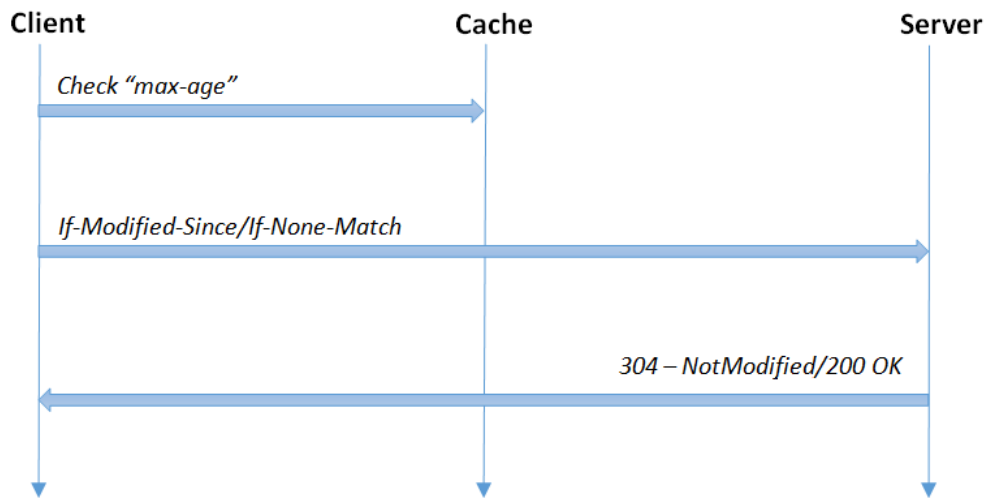 Client Cache Server
Check “max-age”
If-Modified-Since/If-None-Match
304 – NotModified/200 OK